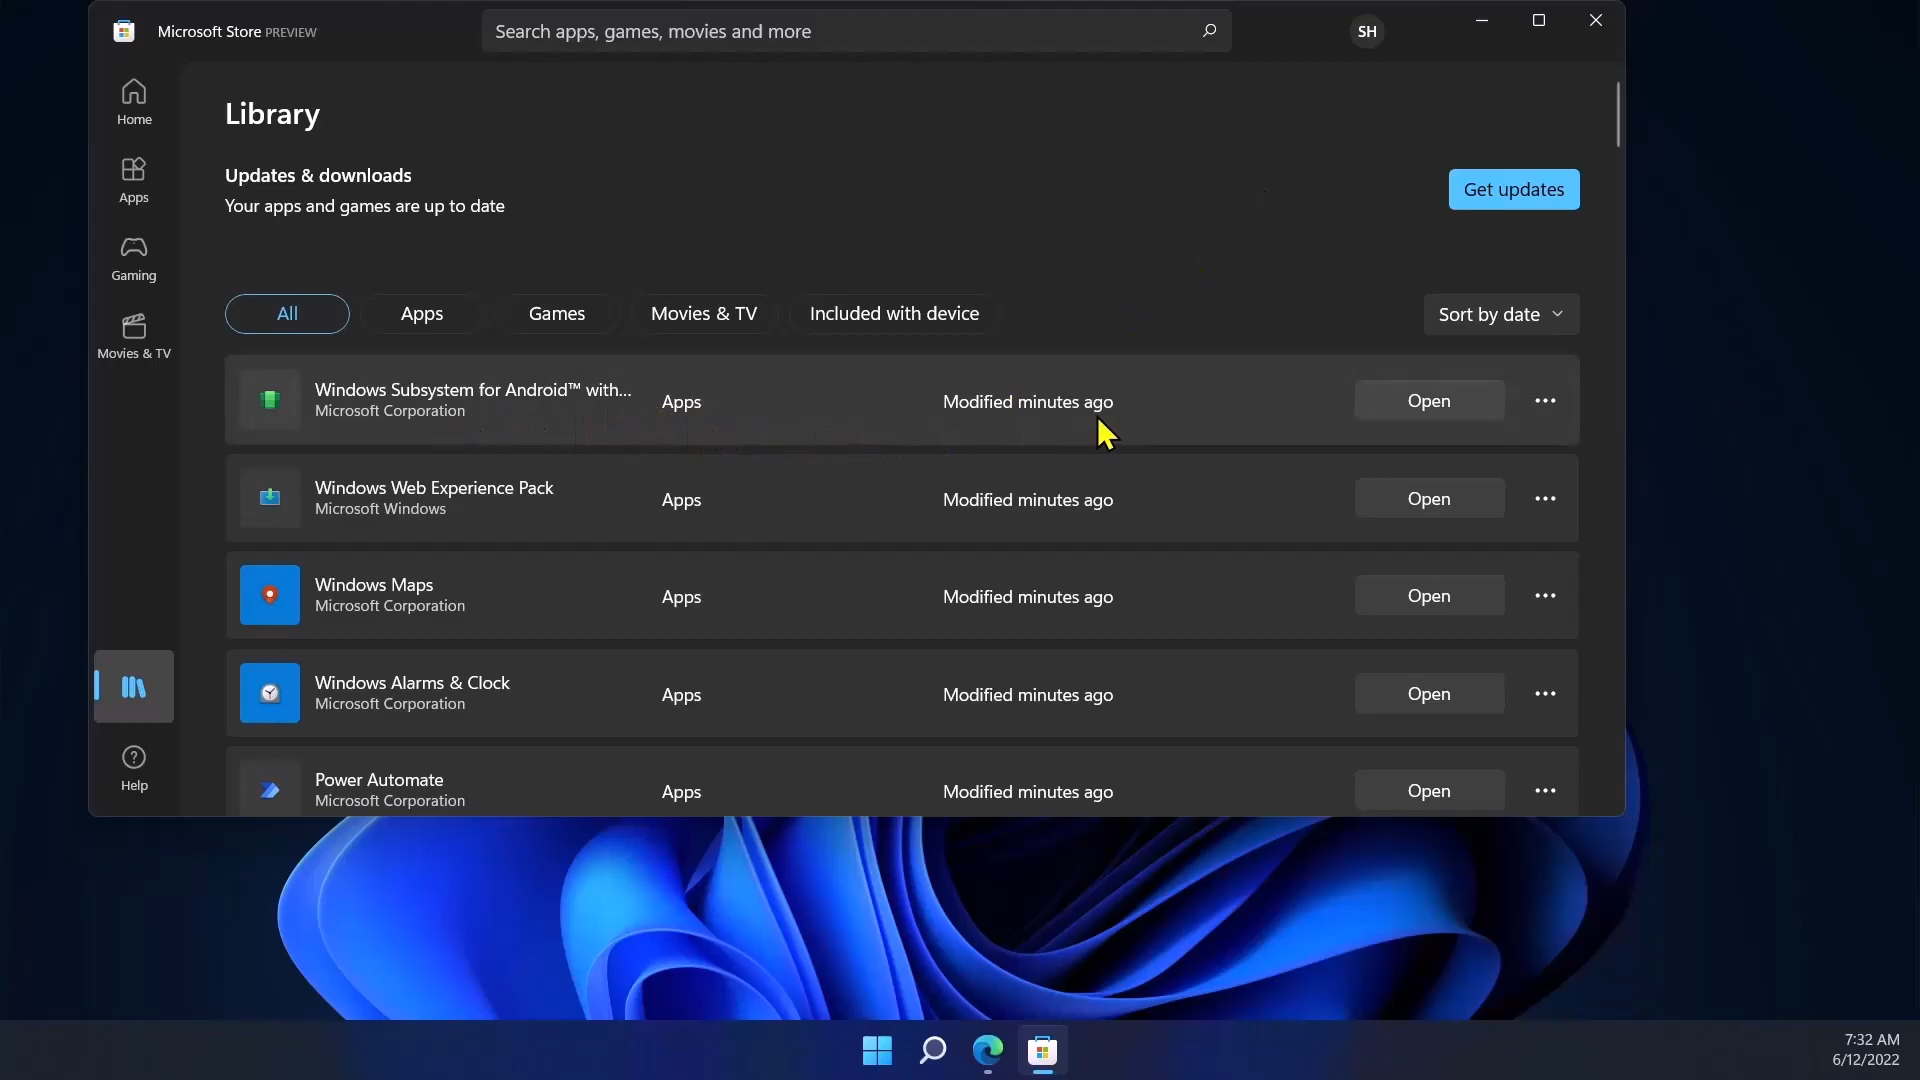 Microsoft Store PREVIEW
Search apps, games, movies and more
SH
Home
Apps
Gaming
Movies & TV
Help
Library
Updates & downloads
Your apps and games are up to date
Get updates
All
Apps
Games
Movies & TV
Included with device
Sort by date
Windows Subsystem for Android™ with...
Microsoft Corporation
Apps
Modified minutes ago
Open
Windows Web Experience Pack
Microsoft Windows
Apps
Modified minutes ago
Open
Windows Maps
Microsoft Corporation
Apps
Modified minutes ago
Open
Windows Alarms & Clock
Microsoft Corporation
Apps
Modified minutes ago
Open
Power Automate
Microsoft Corporation
Apps
Modified minutes ago
Open
7:32 AM
6/12/2022